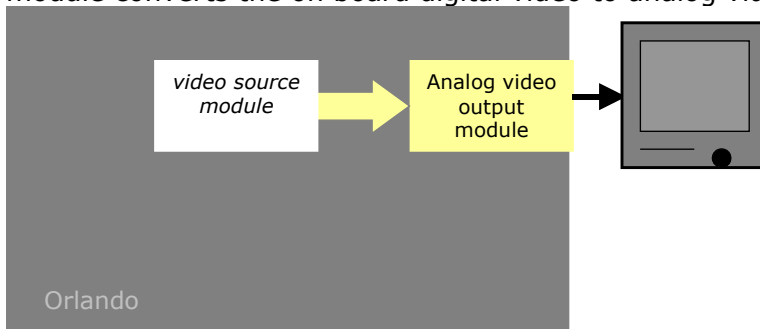 module converts the on board digital video to analog
video source
module
Analog video
output
module
Orlando